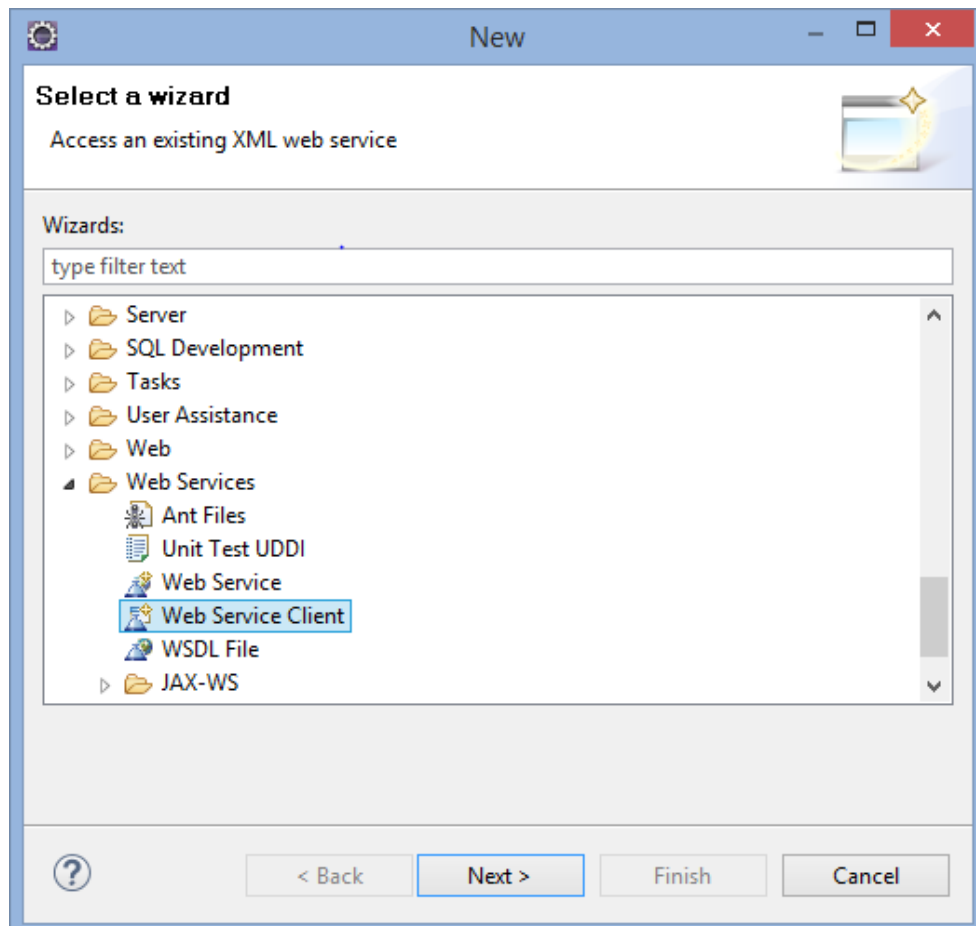 New
Select a wizard
Access an existing XML web service
Wizards:
type filter text
Server
SQL Development
Tasks
User Assistance
Web
Web Services
Ant Files
Unit Test UDDI
Web Service
Web Service Client
WSDL File
JAX-WS
< Back Next > Finish Cancel